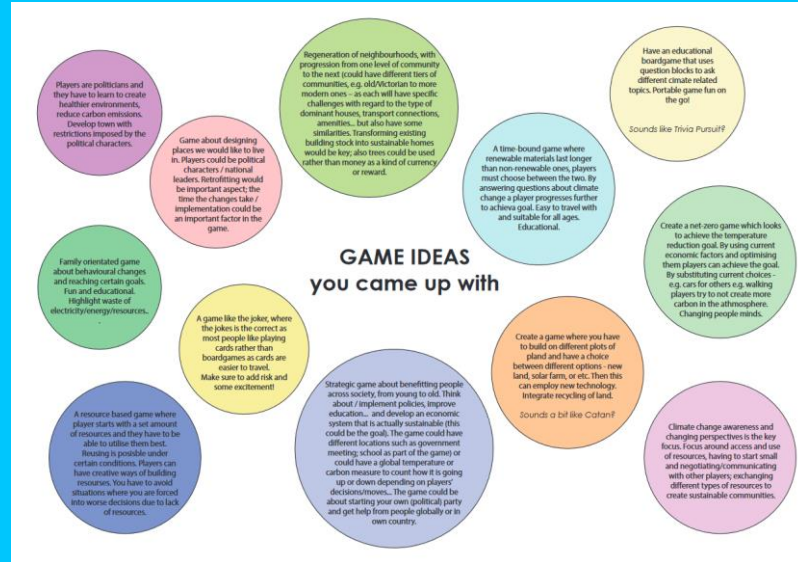 Players are politicians and
they have to learn to create
healthier environments,
reduce carbon emissions.
Develop town with
restrictions imposed by the
political characters.
Game about designing
places we would like to live
in. Players could be political
characters / national
leaders. Retrofitting would
be important aspect; the
time the changes take /
implementation could be
an important factor in the
game.
Regeneration of neighbourhoods, with
progression from one level of community
to the next (could have different tiers of
communities, e.g. old/Victorian to more
modern ones – as each will have specific
challenges with regard to the type of
dominant houses, transport connections,
amenities... but also have some
similarities. Transforming existing
building stock into sustainable homes
would be key; also trees could be used
rather than money as a kind of currency
or reward.
A time-bound game where
renewable materials last longer
than non-renewable ones, players
must choose between the two. By
answering questions about climate
change a player progresses further
to achieva goal. Easy to travel with
and suitable for all ages.
Educational.
Have an educational
boardgame that uses
question blocks to ask
different cimate related
topics. Portable game fun on
the go!
Sounds like Trivia Pursuit?
GAME IDEAS
you came up with
Family orientated game
about behavioural changes
and reaching certain goals.
Fun and educational.
Highlight waste of
electricity/energy/resources..
.
A game like the joker, where
the jokes is the correct as
most people like playing
cards rather than
boardgames as cards are
easier to travel.
Make sure to add risk and
some excitement!
Create a net-zero game which looks
to achieve the temperature
reduction goal. By using current
economic factors and optimising
them players can achieve the goal.
By substituting current choices -
e.g. cars for others e.g. walking
players try to not create more
carbon in the athmosphere.
Changing people minds.
Create a game where you have
to build on different plots of
pland and have a choice
between different options - new
land, solar farm, or etc. Then this
can employ new technology.
Integrate recycling of land.
Sounds a bit like Catan?
A resource based game where
player starts with a set amount
of resources and they have to be
able to utilise them best.
Reusing is posisble under
certain conditions. Players can
have creative ways of building
resourses. You have to avoid
situations where you are forced
into worse decisions due to lack
of resources.
Strategic game about benefitting people
across society, from young to old. Think
about / implement policies, improve
education... and develop an economic
system that is actually sustainable (this
could be the goal). The game could have
different locations such as government
meeting; school as part of the game) or
could have a global temperature or
carbon measure to count how it is going
up or down depending on players'
decisions/moves... The game could be
about starting your own (political) party
and get help from people globally or in
own country.
Climate change awareness and
changing perspectives is the key
focus. Focus around access and use
of resources, having to start small
and negotiating/communicating
with other players; exchanging
different types of resources to
create sustainable communities.